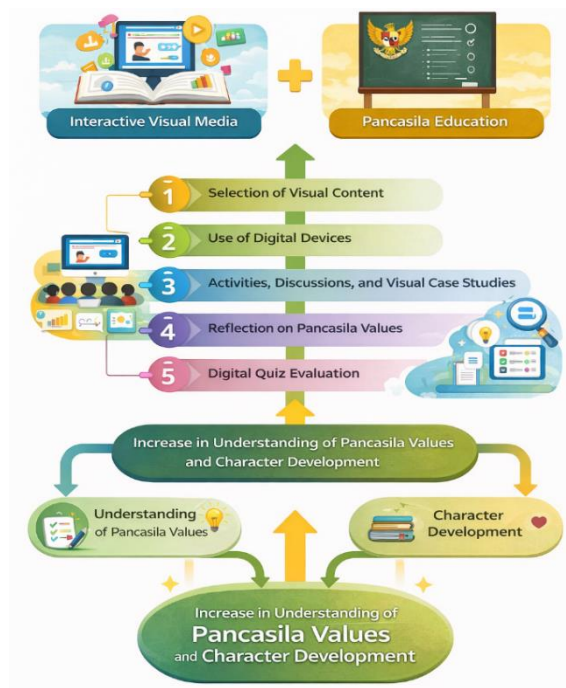 Interactive Visual Media
Pancasila Education
1 Selection of Visual Content
2 Use of Digital Devices
3 Activities, Discussions, and Visual Case Studies
4 Reflection on Pancasila Values
5 Digital Quiz Evaluation
Increase in Understanding of Pancasila Values
and Character Development
Understanding
of Pancasila Values
Character
Development
Increase in Understanding of
Pancasila Values
and Character Development